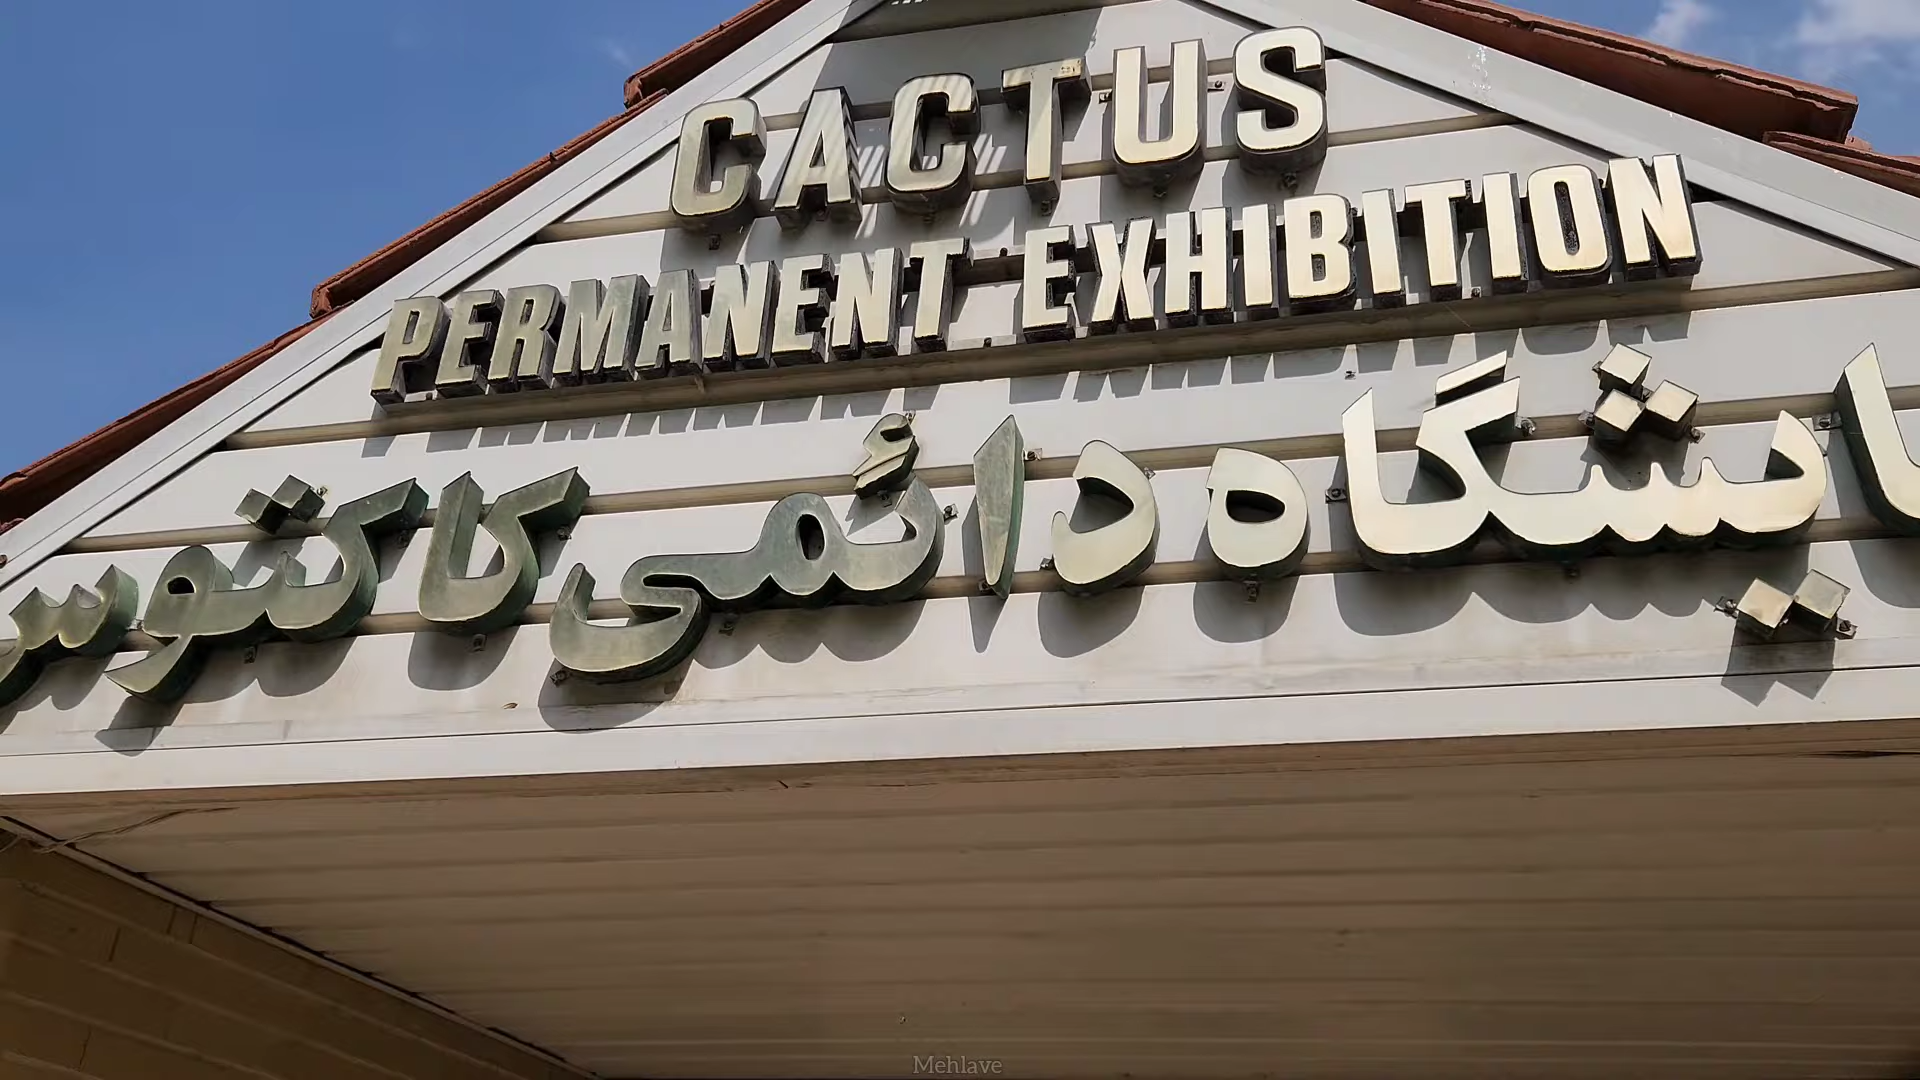 CACTUS
PERMANENT EXHIBITION
ایشگاه دائمی کاکتوس
Mehlave